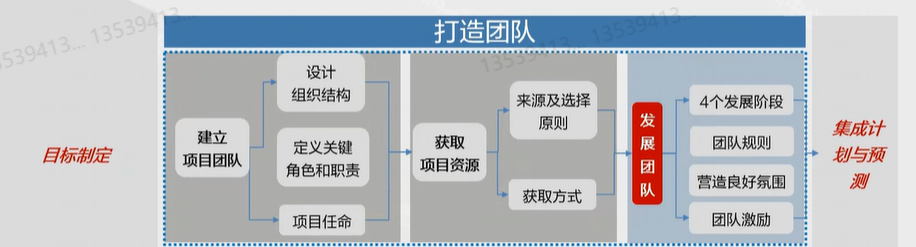 打造团队
13539413...
13539413...
13539413...
目标制定
建立
项目团队
设计
组织结构
定义关键
角色和职责
项目任命
获取
项目资源
来源及选择
原则
获取方式
发
展
团
队
4个发展阶段
团队规则
营造良好氛围
团队激励
集成计
划与预
测